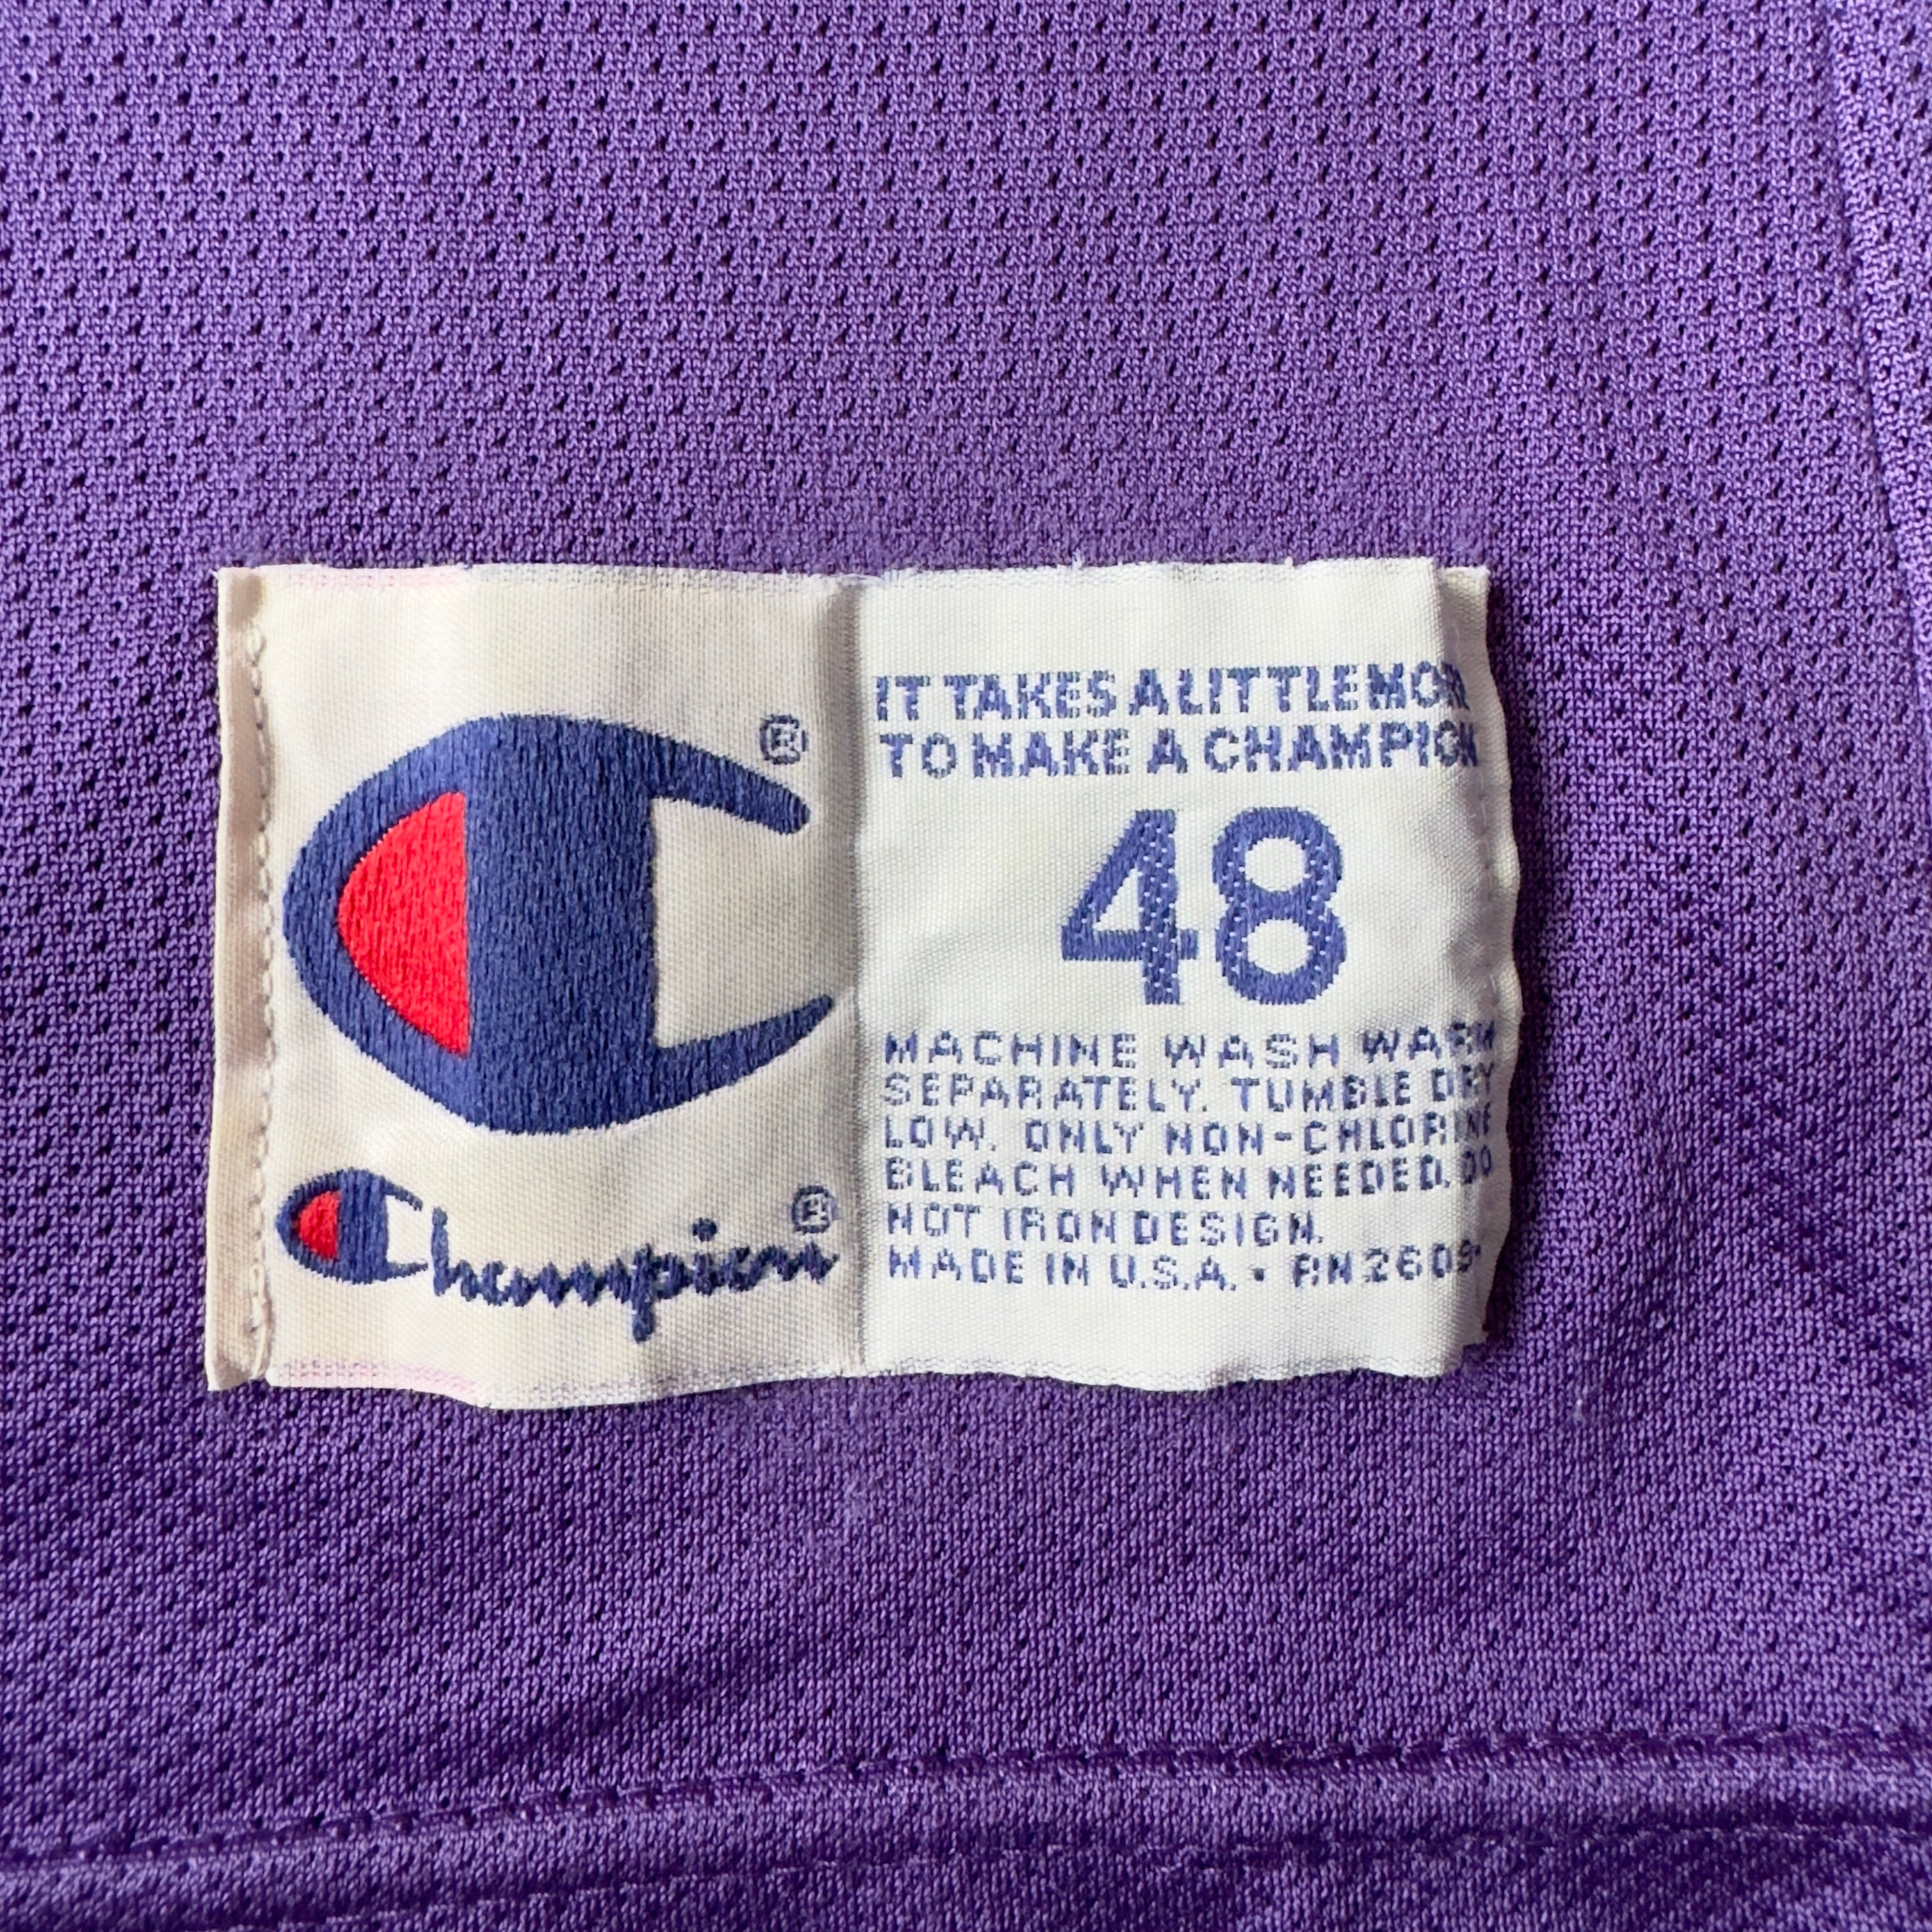 ®
Champion®
IT TAKES A LITTLE MORE
TO MAKE A CHAMPION
48
MACHINE WASH WARM
SEPARATELY. TUMBLE DRY
LOW. ONLY NON-CHLORINE
BLEACH WHEN NEEDED. DO
NOT IRON DESIGN.
MADE IN U.S.A. · RN2609